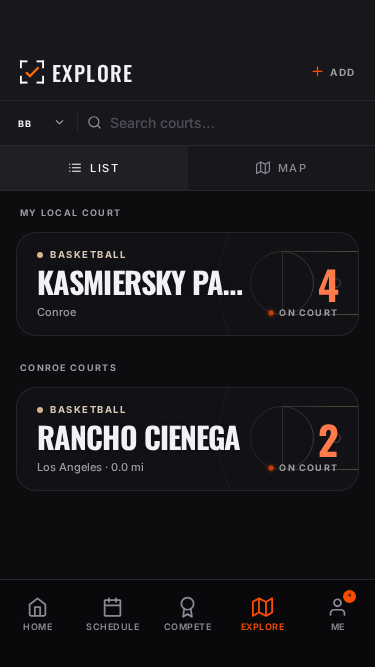 EXPLORE
ADD
BB
Search courts...
LIST
MAP
MY LOCAL COURT
BASKETBALL
KASMIERSKY PA...
4
Conroe
ON COURT
CONROE COURTS
BASKETBALL
RANCHO CIENEGA
2
Los Angeles · 0.0 mi
ON COURT
HOME
SCHEDULE
COMPETE
EXPLORE
ME